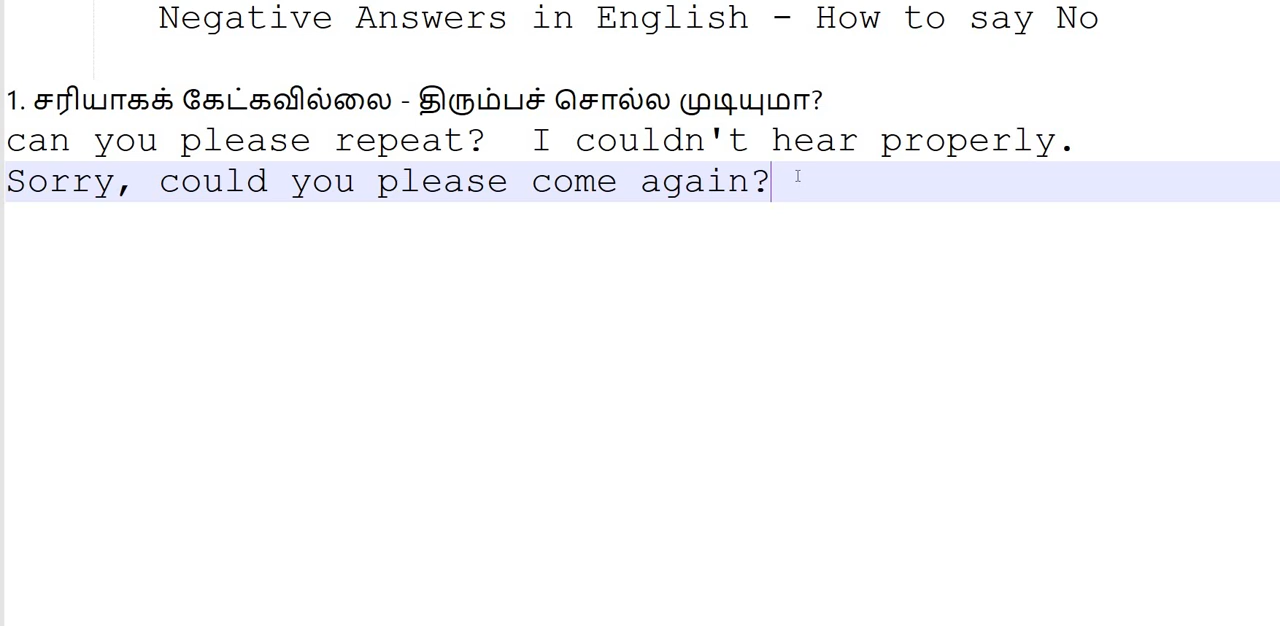 Negative Answers in English - How to say No
1. சரியாகக் கேட்கவில்லை - திரும்பச் சொல்ல முடியுமா?
can you please repeat?  I couldn't hear properly.
Sorry, could you please come again?